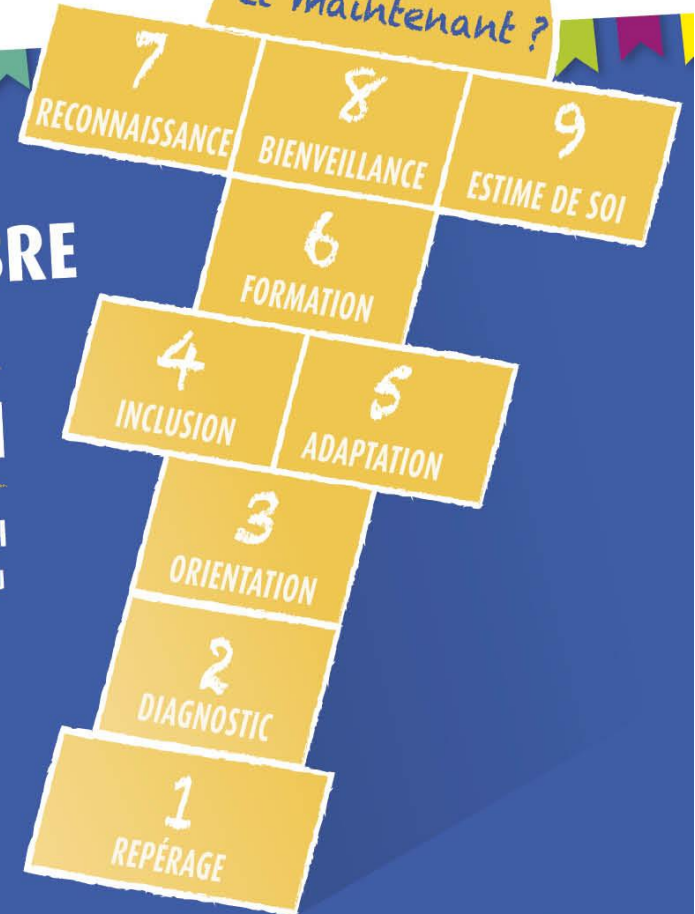 Et maintenant ?
7
RECONNAISSANCE
8
BIENVEILLANCE
9
ESTIME DE SOI
6
FORMATION
4
INCLUSION
5
ADAPTATION
3
ORIENTATION
2
DIAGNOSTIC
1
REPÉRAGE